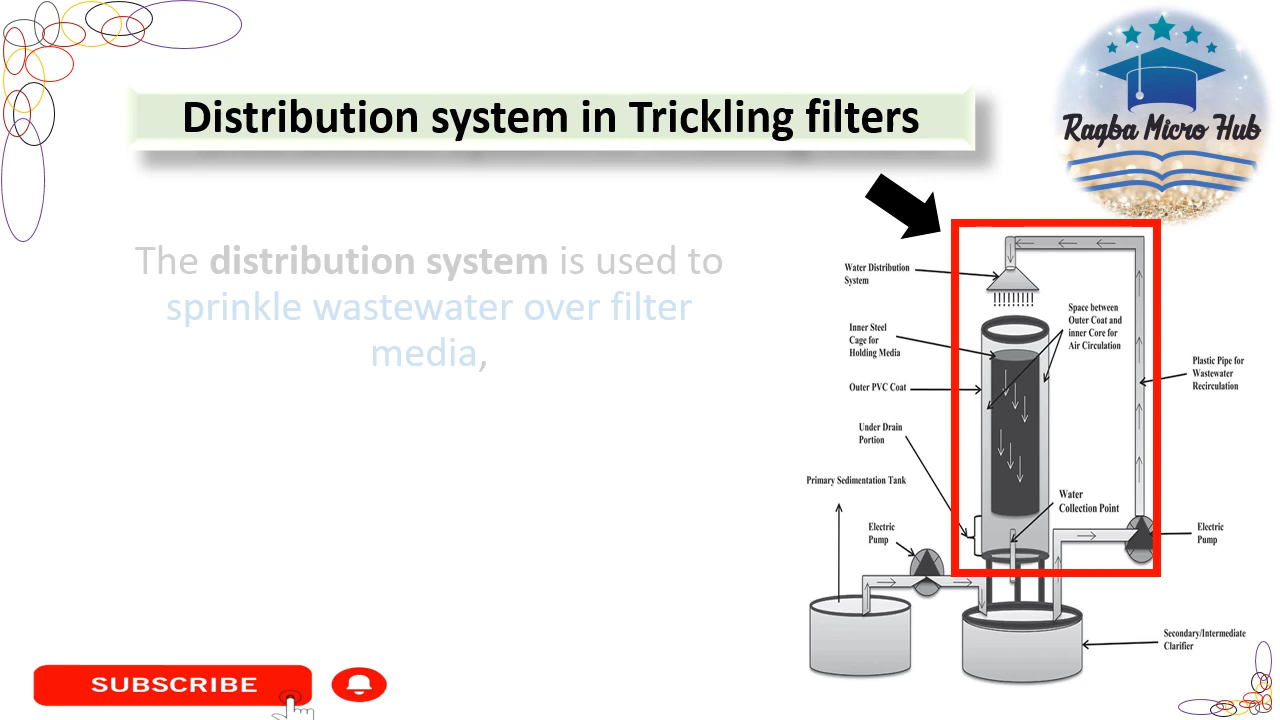 Distribution system in Trickling filters
Raqba Micro Hub
The distribution system is used to
sprinkle wastewater over filter
media,
Water Distribution
System
Inner Steel
Cage for
Holding Media
Outer PVC Coat
Under Drain
Portion
Primary Sedimentation Tank
Electric
Pump
Space between
Outer Coat and
inner Core for
Air Circulation
Plastic Pipe for
Wastewater
Recirculation
Water
Collection Point
Electric
Pump
Secondary/Intermediate
Clarifier
SUBSCRIBE